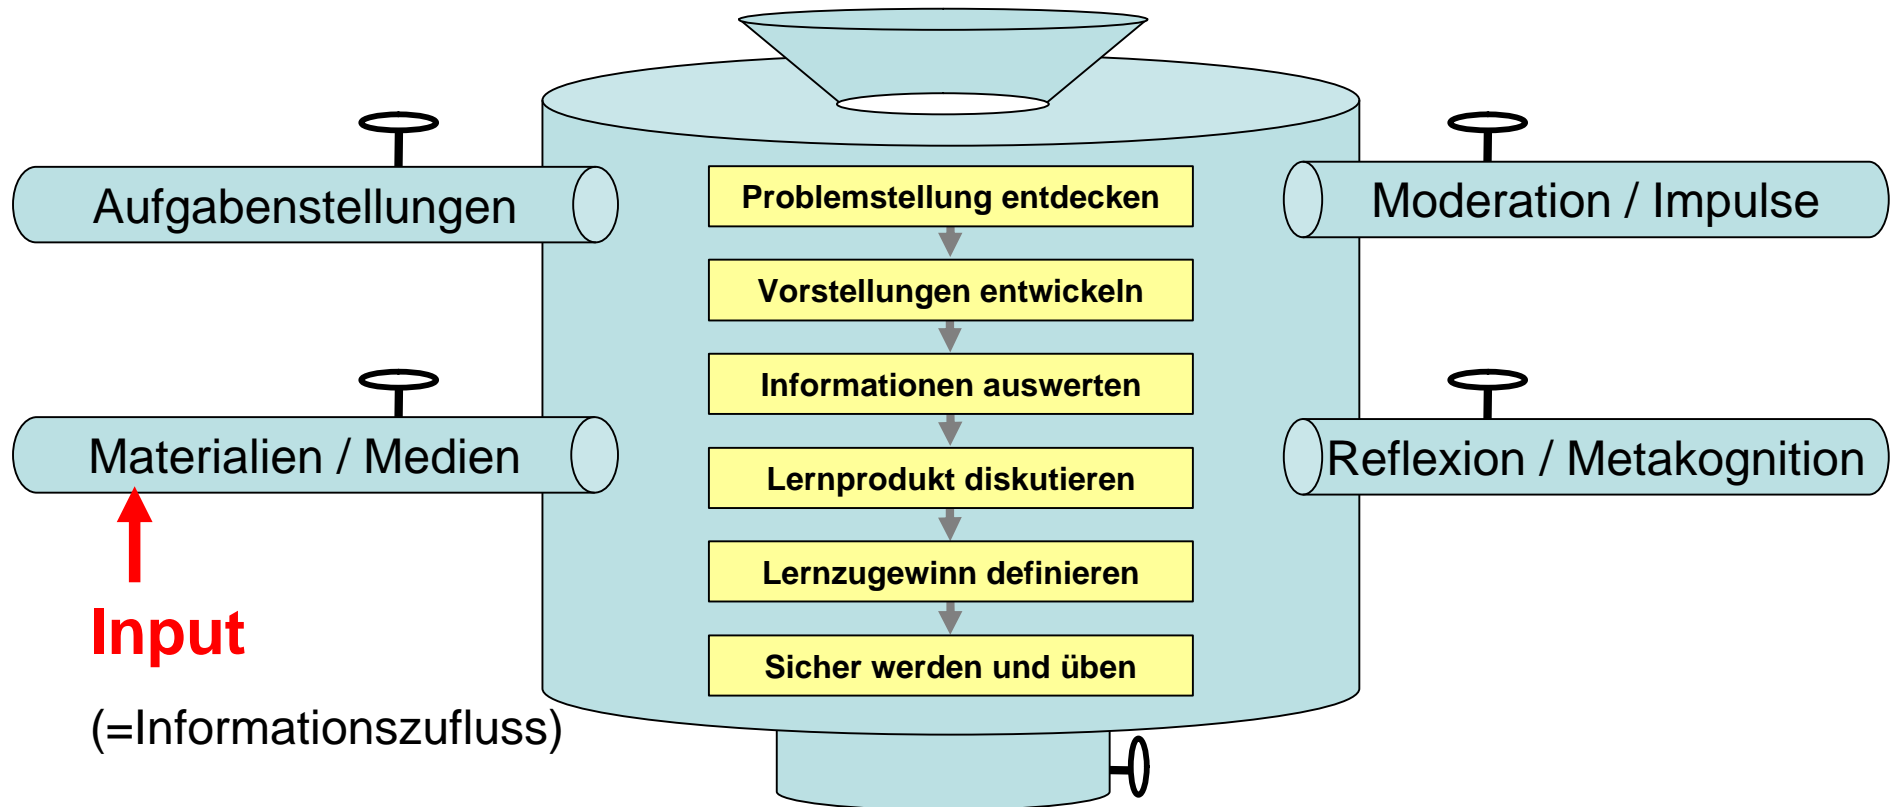 Aufgabenstellungen
Moderation / Impulse
Problemstellung entdecken
Vorstellungen entwickeln
Informationen auswerten
Lernprodukt diskutieren
Lernzugewinn definieren
Sicher werden und üben
Materialien / Medien
Reflexion / Metakognition
Input
(=Informationszufluss)